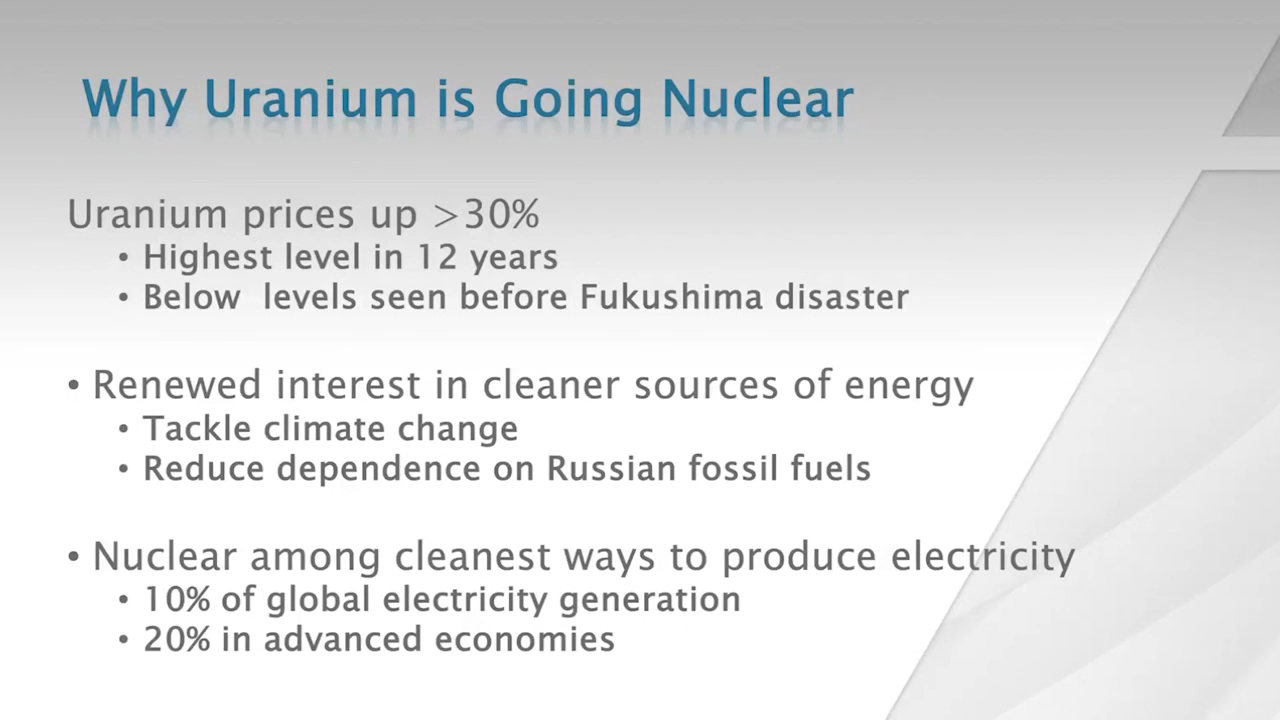 Why Uranium is Going Nuclear
Uranium prices up >30%
• Highest level in 12 years
• Below  levels seen before Fukushima disaster
• Renewed interest in cleaner sources of energy
• Tackle climate change
• Reduce dependence on Russian fossil fuels
• Nuclear among cleanest ways to produce electricity
• 10% of global electricity generation
• 20% in advanced economies